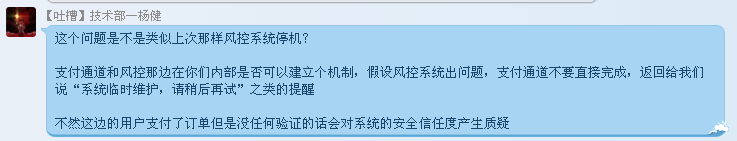 【吐槽】技术部—杨健
这个问题是不是类似上次那样风控系统停机？
支付通道和风控那边在你们内部是否可以建立个机制，假设风控系统出问题，支付通道不要直接完成，返回给我们
说“系统临时维护，请稍后再试”之类的提醒
不然这边的用户支付了订单但是没任何验证的话会对系统的安全信任度产生质疑